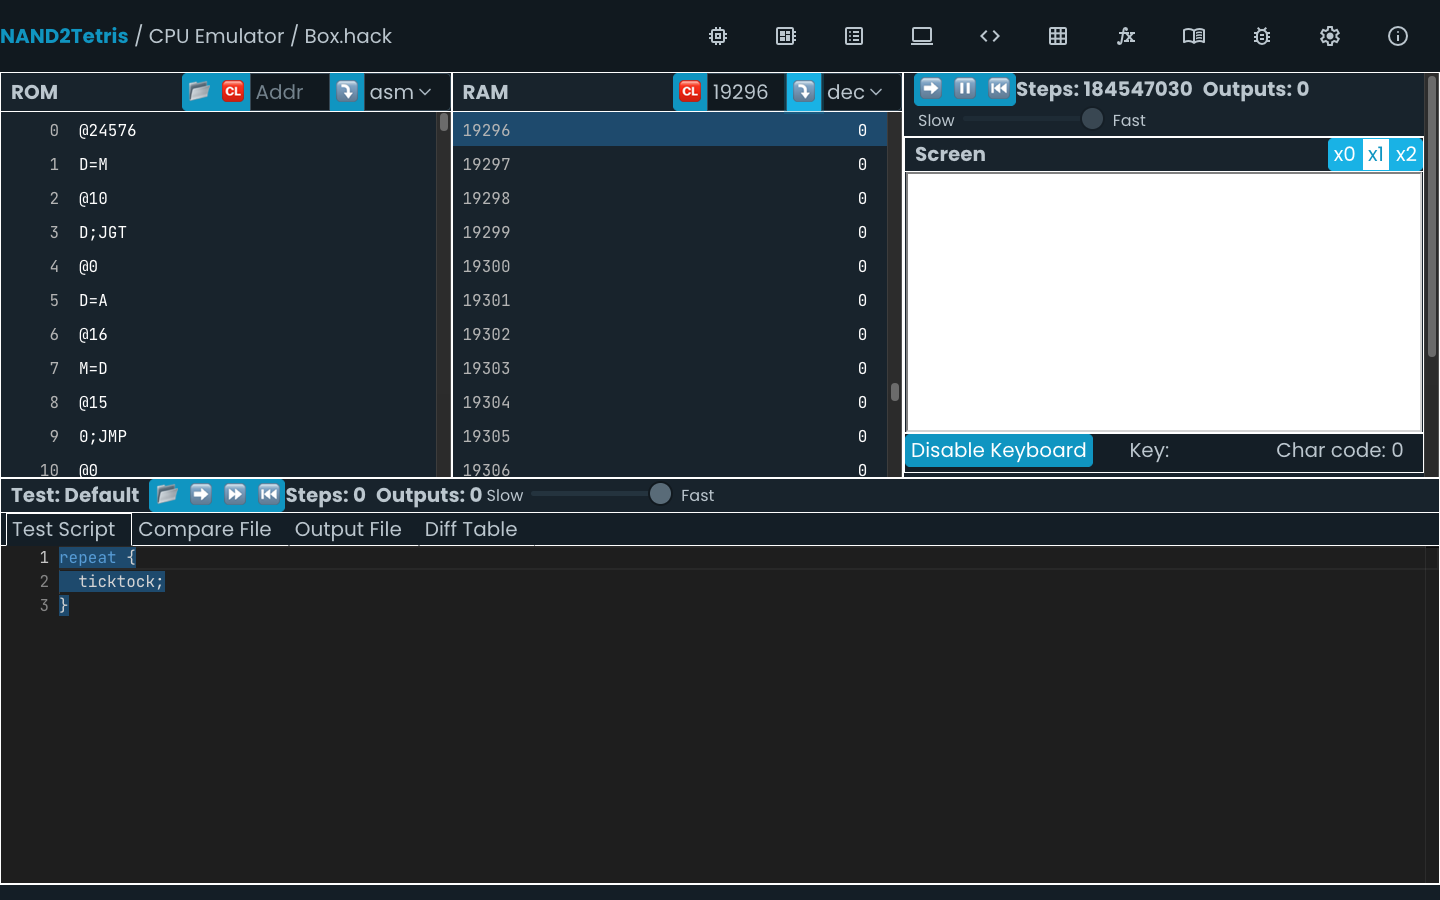 NAND2Tetris / CPU Emulator / Box.hack
ROM CL Addr asm
0 @24576
1 D=M
2 @10
3 D;JGT
4 @0
5 D=A
6 @16
7 M=D
8 @15
9 0;JMP
10 @0
RAM CL 19296 dec
19296 0
19297 0
19298 0
19299 0
19300 0
19301 0
19302 0
19303 0
19304 0
19305 0
19306 0
Steps: 184547030 Outputs: 0
Slow Fast
Screen x0 x1 x2
Disable Keyboard Key: Char code: 0
Test: Default Steps: 0 Outputs: 0 Slow Fast
Test Script Compare File Output File Diff Table
1 repeat {
2 ticktock;
3 }